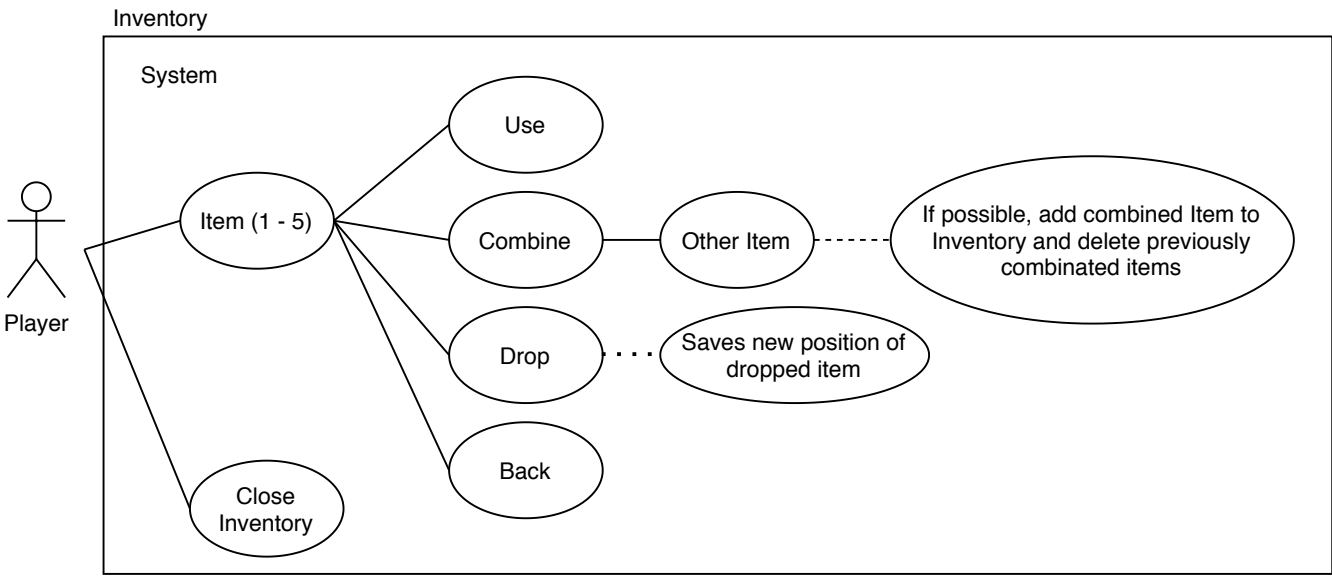 Inventory
System
Use
Item (1 - 5)
Combine
Other Item
If possible, add combined Item to
Inventory and delete previously
combinated items
Player
Drop
Saves new position of
dropped item
Back
Close
Inventory